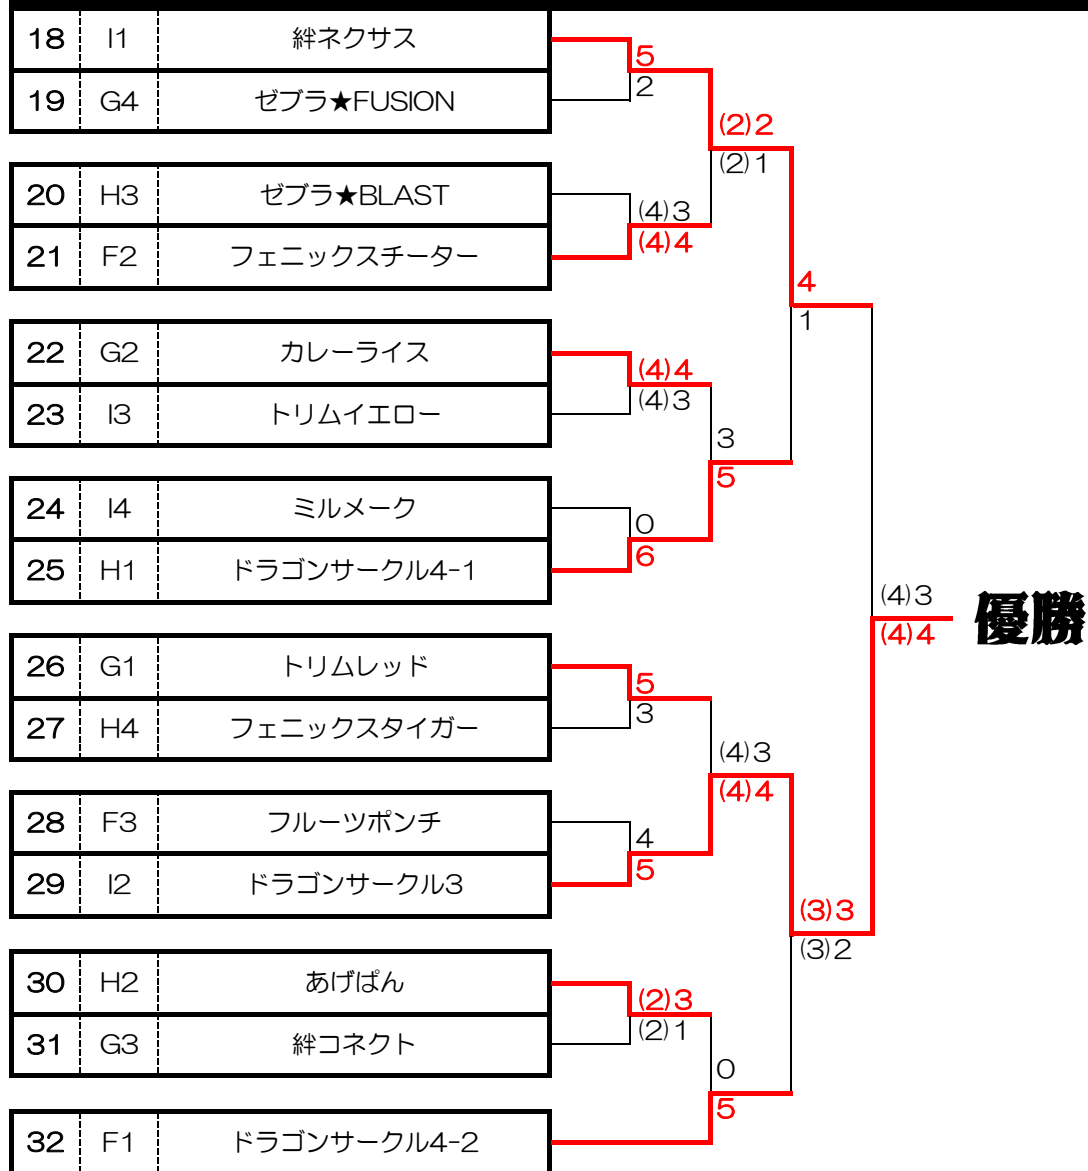 18 I1 絆ネクサス
5
19 G4 ゼブラ★FUSION
2
(2)2
(2)1
20 H3 ゼブラ★BLAST
(4)3
21 F2 フェニックスチーター
(4)4
4
1
22 G2 カレーライス
(4)4
23 I3 トリムイエロー
(4)3
3
5
24 I4 ミルメーク
0
25 H1 ドラゴンサークル4-1
6
(4)3
優勝
(4)4
26 G1 トリムレッド
5
27 H4 フェニックスタイガー
3
(4)3
(4)4
28 F3 フルーツポンチ
4
29 I2 ドラゴンサークル3
5
(3)3
(3)2
30 H2 あげぱん
(2)3
31 G3 絆コネクト
(2)1
0
5
32 F1 ドラゴンサークル4-2